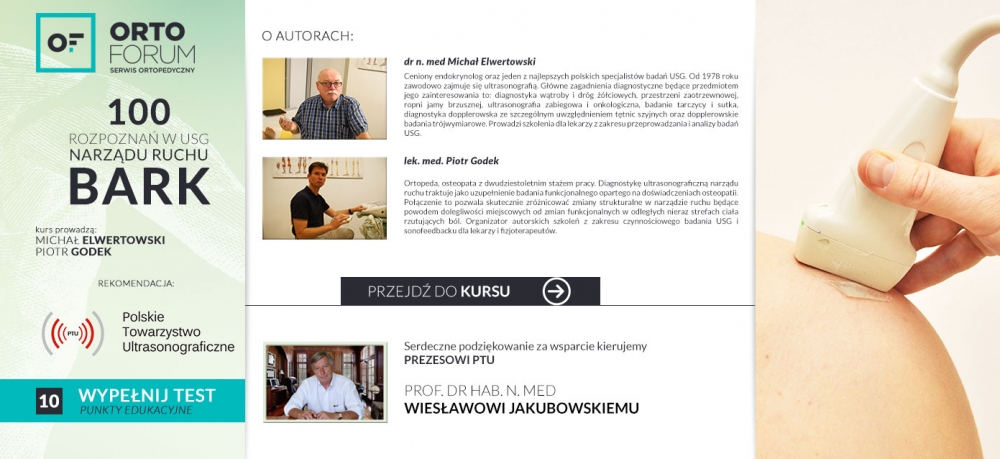 OF
ORTO
FORUM
SERWIS ORTOPEDYCZNY
100
ROZPOZNAŃ W USG
NARZĄDU RUCHU
BARK
kurs prowadzą:
MICHAŁ ELWERTOWSKI
PIOTR GODEK
REKOMENDACJA:
PTU
Polskie
Towarzystwo
Ultrasonograficzne
10 WYPEŁNIJ TEST
PUNKTY EDUKACYJNE
O AUTORACH:
dr n. med Michał Elwertowski
Ceniony endokrynolog oraz jeden z najlepszych polskich specjalistów badań USG. Od 1978 roku
zawodowo zajmuje się ultrasonografią. Główne zagadnienia diagnostyczne będące przedmiotem
jego zainteresowania to: diagnostyka wątroby i dróg żółciowych, przestrzeni zaotrzewnowej,
ropni jamy brzusznej, ultrasonografia zabiegowa i onkologiczna, badanie tarczycy i sutka,
diagnostyka dopplerowska ze szczególnym uwzględnieniem tętnic szyjnych oraz dopplerowskie
badania trójwymiarowe. Prowadzi szkolenia dla lekarzy z zakresu przeprowadzania i analizy badań
USG.
lek. med. Piotr Godek
Ortopeda, osteopata z dwudziestoletnim stażem pracy. Diagnostykę ultrasonograficzną narządu
ruchu traktuje jako uzupełnienie badania funkcjonalnego opartego na doświadczeniach osteopatii.
Połączenie to pozwala skutecznie zróżnicować zmiany strukturalne w narządzie ruchu będące
powodem dolegliwości miejscowych od zmian funkcjonalnych w odległych nieraz strefach ciała
rzutujących ból. Organizator autorskich szkoleń z zakresu czynnościowego badania USG i
sonofeedbacku dla lekarzy i fizjoterapeutów.
PRZEJDŹ DO KURSU
Serdeczne podziękowanie za wsparcie kierujemy
PREZESOWI PTU
PROF. DR HAB. N. MED
WIESŁAWOWI JAKUBOWSKIEMU